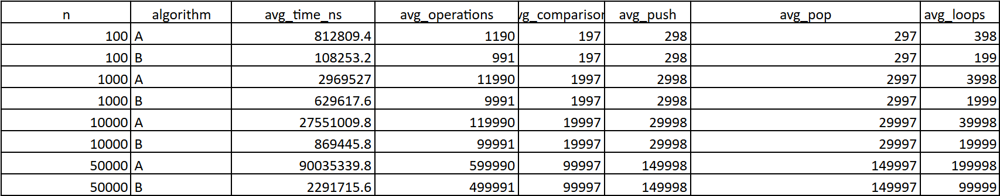 n algorithm avg_time_ns avg_operations vg_comparison avg_push avg_pop avg_loops
100 A 812809.4 1190 197 298 297 398
100 B 108253.2 991 197 298 297 199
1000 A 2969527 11990 1997 2998 2997 3998
1000 B 629617.6 9991 1997 2998 2997 1999
10000 A 27551009.8 119990 19997 29998 29997 39998
10000 B 869445.8 99991 19997 29998 29997 19999
50000 A 90035339.8 599990 99997 149998 149997 199998
50000 B 2291715.6 499991 99997 149998 149997 99999